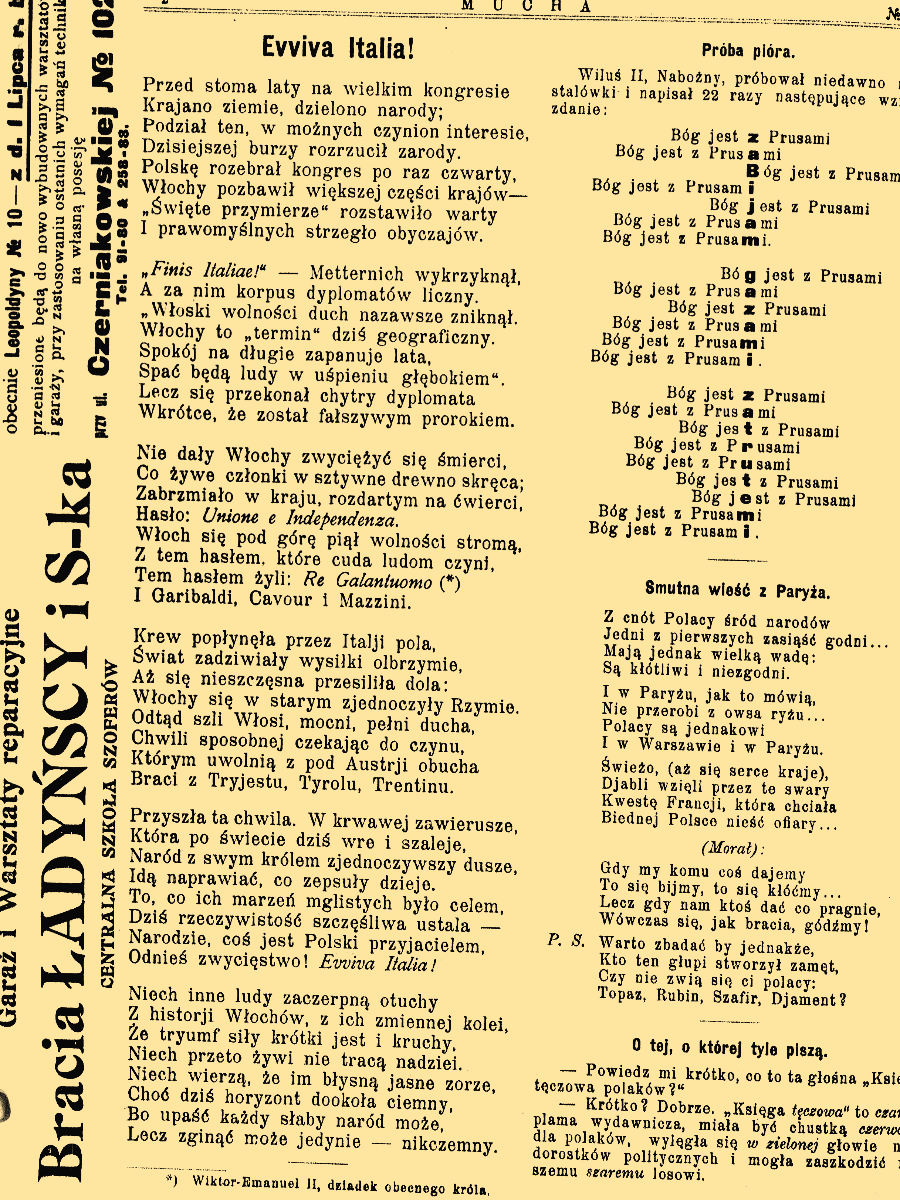 MUCHA
№
obecnie Leopoldyny № 10—z d. 1 Lipca r. b
przeniesione będą do nowo wybudowanych warsztató
i garaży, przy zastosowaniu ostatnich wymagań technik
na własną posesję
przy ul. Czerniakowskiej № 102
Tel. 91-80 & 258-88.
Garaż i Warsztaty reparacyjne
Bracia ŁADYŃSCY i S-ka
CENTRALNA SZKOŁA SZOFERÓW
Evviva Italia!
Przed stoma laty na wielkim kongresie
Krajano ziemie, dzielono narody;
Podział ten, w możnych czynion interesie,
Dzisiejszej burzy rozrzucił zarody.
Polskę rozebrał kongres po raz czwarty,
Włochy pozbawił większej części krajów—
„Święte przymierze“ rozstawiło warty
I prawomyślnych strzegło obyczajów.
„Finis Italiae!“ — Metternich wykrzyknął,
A za nim korpus dyplomatów liczny.
„Włoski wolności duch nazawsze zniknął.
Włochy to „termin“ dziś geograficzny.
Spokój na długie zapanuje lata,
Spać będą ludy w uśpieniu głębokiem“.
Lecz się przekonał chytry dyplomata
Wkrótce, że został fałszywym prorokiem.
Nie dały Włochy zwyciężyć się śmierci,
Co żywe członki w sztywne drewno skręca;
Zabrzmiało w kraju, rozdartym na ćwierci,
Hasło: Unione e Independenza.
Włoch się pod górę piął wolności stromą,
Z tem hasłem, które cuda ludom czyni,
Tem hasłem żyli: Re Galantuomo (*)
I Garibaldi, Cavour i Mazzini.
Krew popłynęła przez Italji pola,
Świat zadziwiały wysiłki olbrzymie,
Aż się nieszczęsna przesiliła dola:
Włochy się w starym zjednoczyły Rzymie.
Odtąd szli Włosi, mocni, pełni ducha,
Chwili sposobnej czekając do czynu,
Którym uwolnią z pod Austrji obucha
Braci z Tryjestu, Tyrolu, Trentinu.
Przyszła ta chwila. W krwawej zawierusze,
Która po świecie dziś wre i szaleje,
Naród z swym królem zjednoczywszy dusze,
Idą naprawiać, co zepsuły dzieje.
To, co ich marzeń mglistych było celem,
Dziś rzeczywistość szczęśliwa ustala —
Narodzie, coś jest Polski przyjacielem,
Odnieś zwycięstwo! Evviva Italia!
Niech inne ludy zaczerpną otuchy
Z historji Włochów, z ich zmiennej kolei,
Że tryumf siły krótki jest i kruchy,
Niech przeto żywi nie tracą nadziei.
Niech wierzą, że im błysną jasne zorze,
Choć dziś horyzont dookoła ciemny,
Bo upaść każdy słaby naród może,
Lecz zginąć może jedynie — nikczemny.
*) Wiktor-Emanuel II, dziadek obecnego króla.
Próba pióra.
Wiluś II, Nabożny, próbował niedawno
stalówki i napisał 22 razy następujące
zdanie:
Bóg jest z Prusami
Bóg jest z Prusami
Bóg jest z Prusam
Bóg jest z Prusami
Bóg jest z Prusami
Bóg jest z Prusami
Bóg jest z Prusami.
Bóg jest z Prusami
Bóg jest z Prusami
Bóg jest z Prusami
Bóg jest z Prusami
Bóg jest z Prusami
Bóg jest z Prusami.
Bóg jest z Prusami
Bóg jest z Prusami
Bóg jest z Prusami
Bóg jest z Prusami
Bóg jest z Prusami
Bóg jest z Prusami
Bóg jest z Prusami
Bóg jest z Prusami
Bóg jest z Prusami.
Smutna wieść z Paryża.
Z cnót Polacy śród narodów
Jedni z pierwszych zasiąść godni...
Mają jednak wielką wadę:
Są kłótliwi i niezgodni.
I w Paryżu, jak to mówią,
Nie przerobi z owsa ryżu...
Polacy są jednakowi
I w Warszawie i w Paryżu.
Świeżo, (aż się serce kraje),
Djabli wzięli przez te swary
Kwestę Francji, która chciała
Biednej Polsce nieść ofiary...
(Morał):
Gdy my komu coś dajemy
To się bijmy, to się kłóćmy...
Lecz gdy nam ktoś dać co pragnie,
Wówczas się, jak bracia, gódźmy!
P. S. Warto zbadać by jednakże,
Kto ten głupi stworzył zamęt,
Czy nie zwią się ci polacy:
Topaz, Rubin, Szafir, Djament?
O tej, o której tyle piszą.
— Powiedz mi krótko, co to ta głośna „Księ
tęczowa polaków?“
— Krótko? Dobrze. „Księga tęczowa“ to czar
plama wydawnicza, miała być chustką czerwo
dla polaków, wylęgła się w zielonej głowie
dorostków politycznych i mogła zaszkodzić
szemu szaremu losowi.